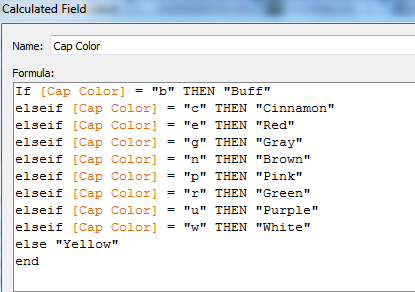 Calculated Field
Name: Cap Color
Formula:
If [Cap Color] = "b" THEN "Buff"
elseif [Cap Color] = "c" THEN "Cinnamon"
elseif [Cap Color] = "e" THEN "Red"
elseif [Cap Color] = "g" THEN "Gray"
elseif [Cap Color] = "n" THEN "Brown"
elseif [Cap Color] = "p" THEN "Pink"
elseif [Cap Color] = "r" THEN "Green"
elseif [Cap Color] = "u" THEN "Purple"
elseif [Cap Color] = "w" THEN "White"
else "Yellow"
end